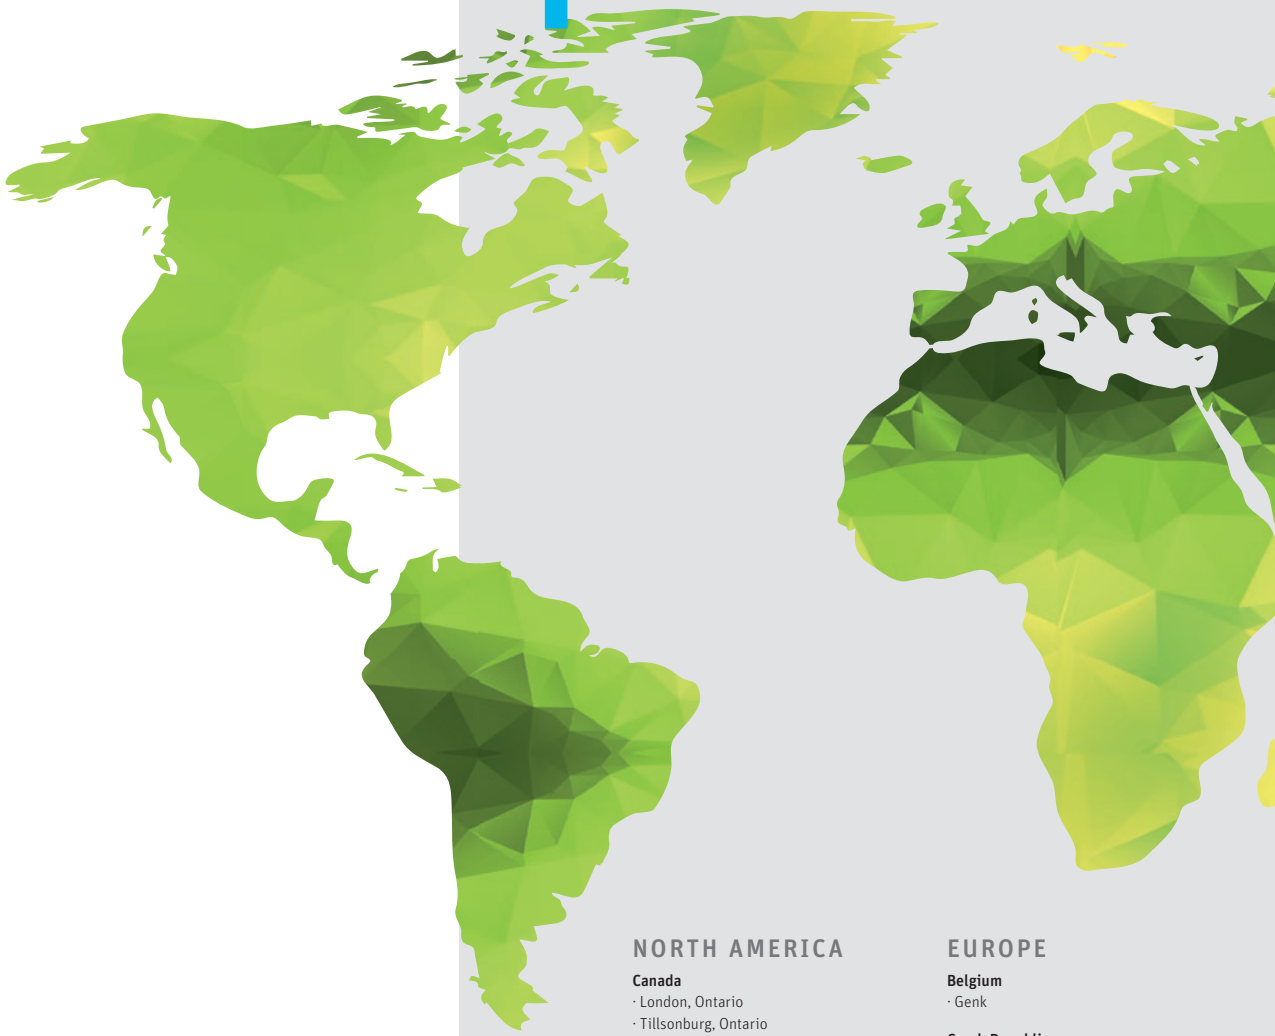 NORTH AMERICA
Canada
· London, Ontario
· Tillsonburg, Ontario
EUROPE
Belgium
· Genk